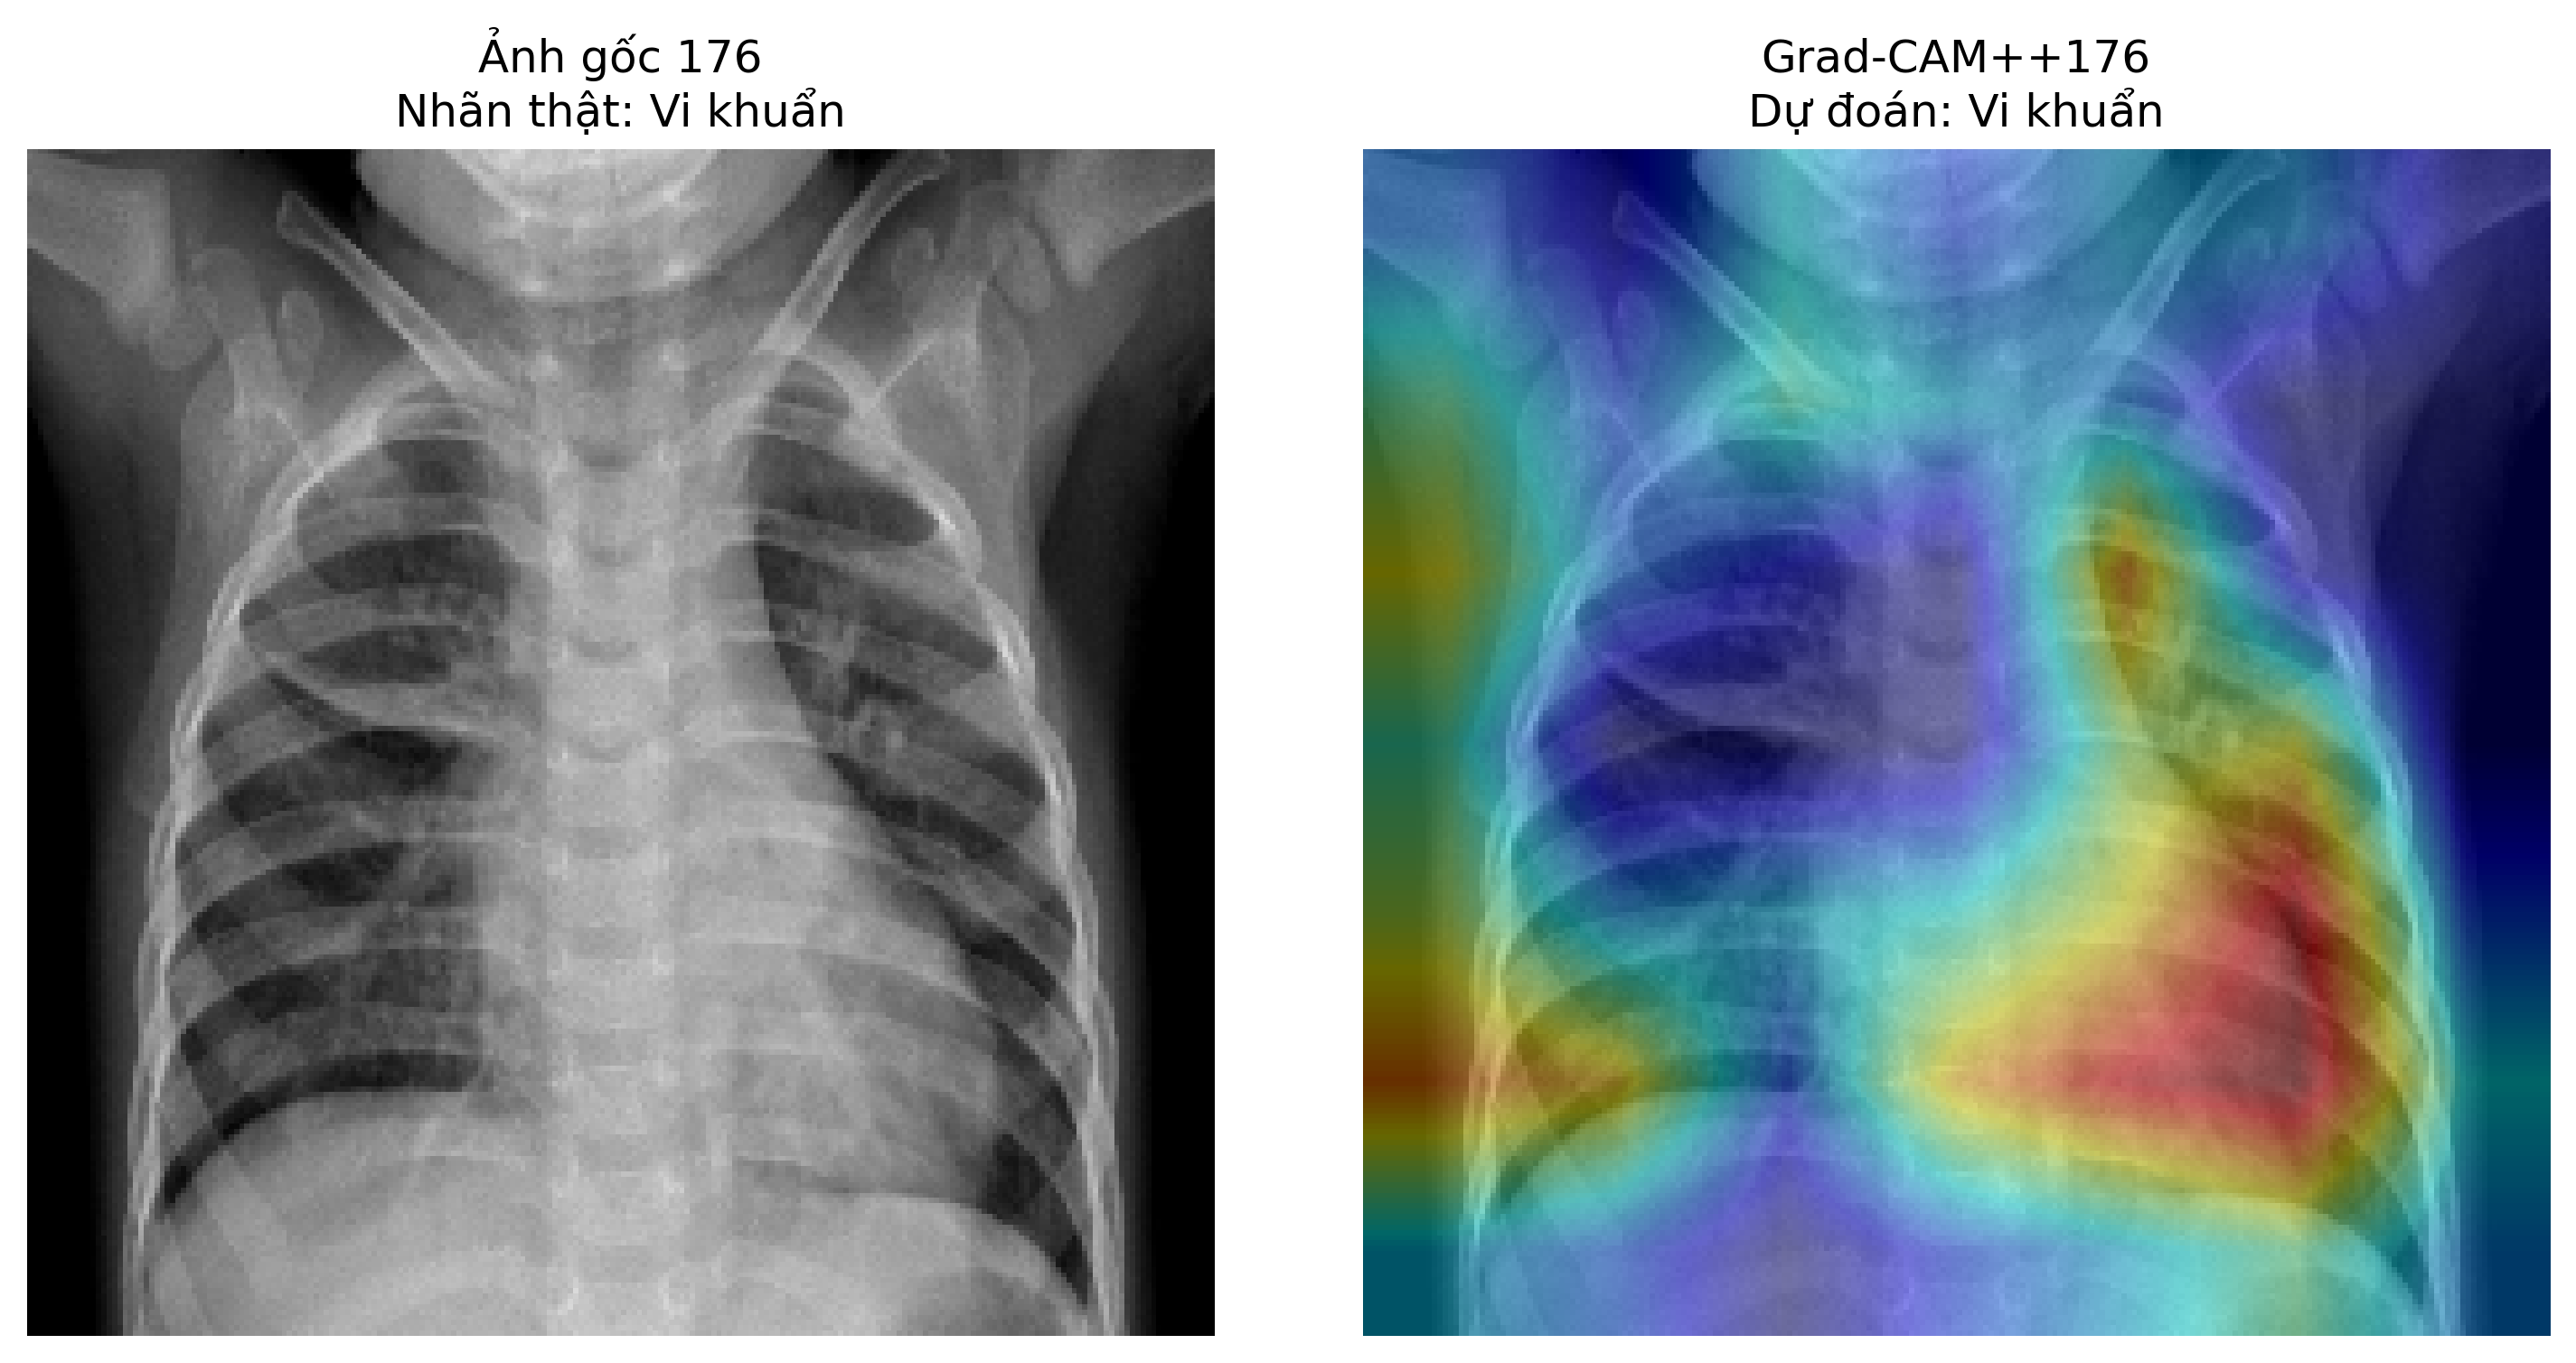 Ảnh gốc 176
Nhãn thật: Vi khuẩn
Grad-CAM++176
Dự đoán: Vi khuẩn